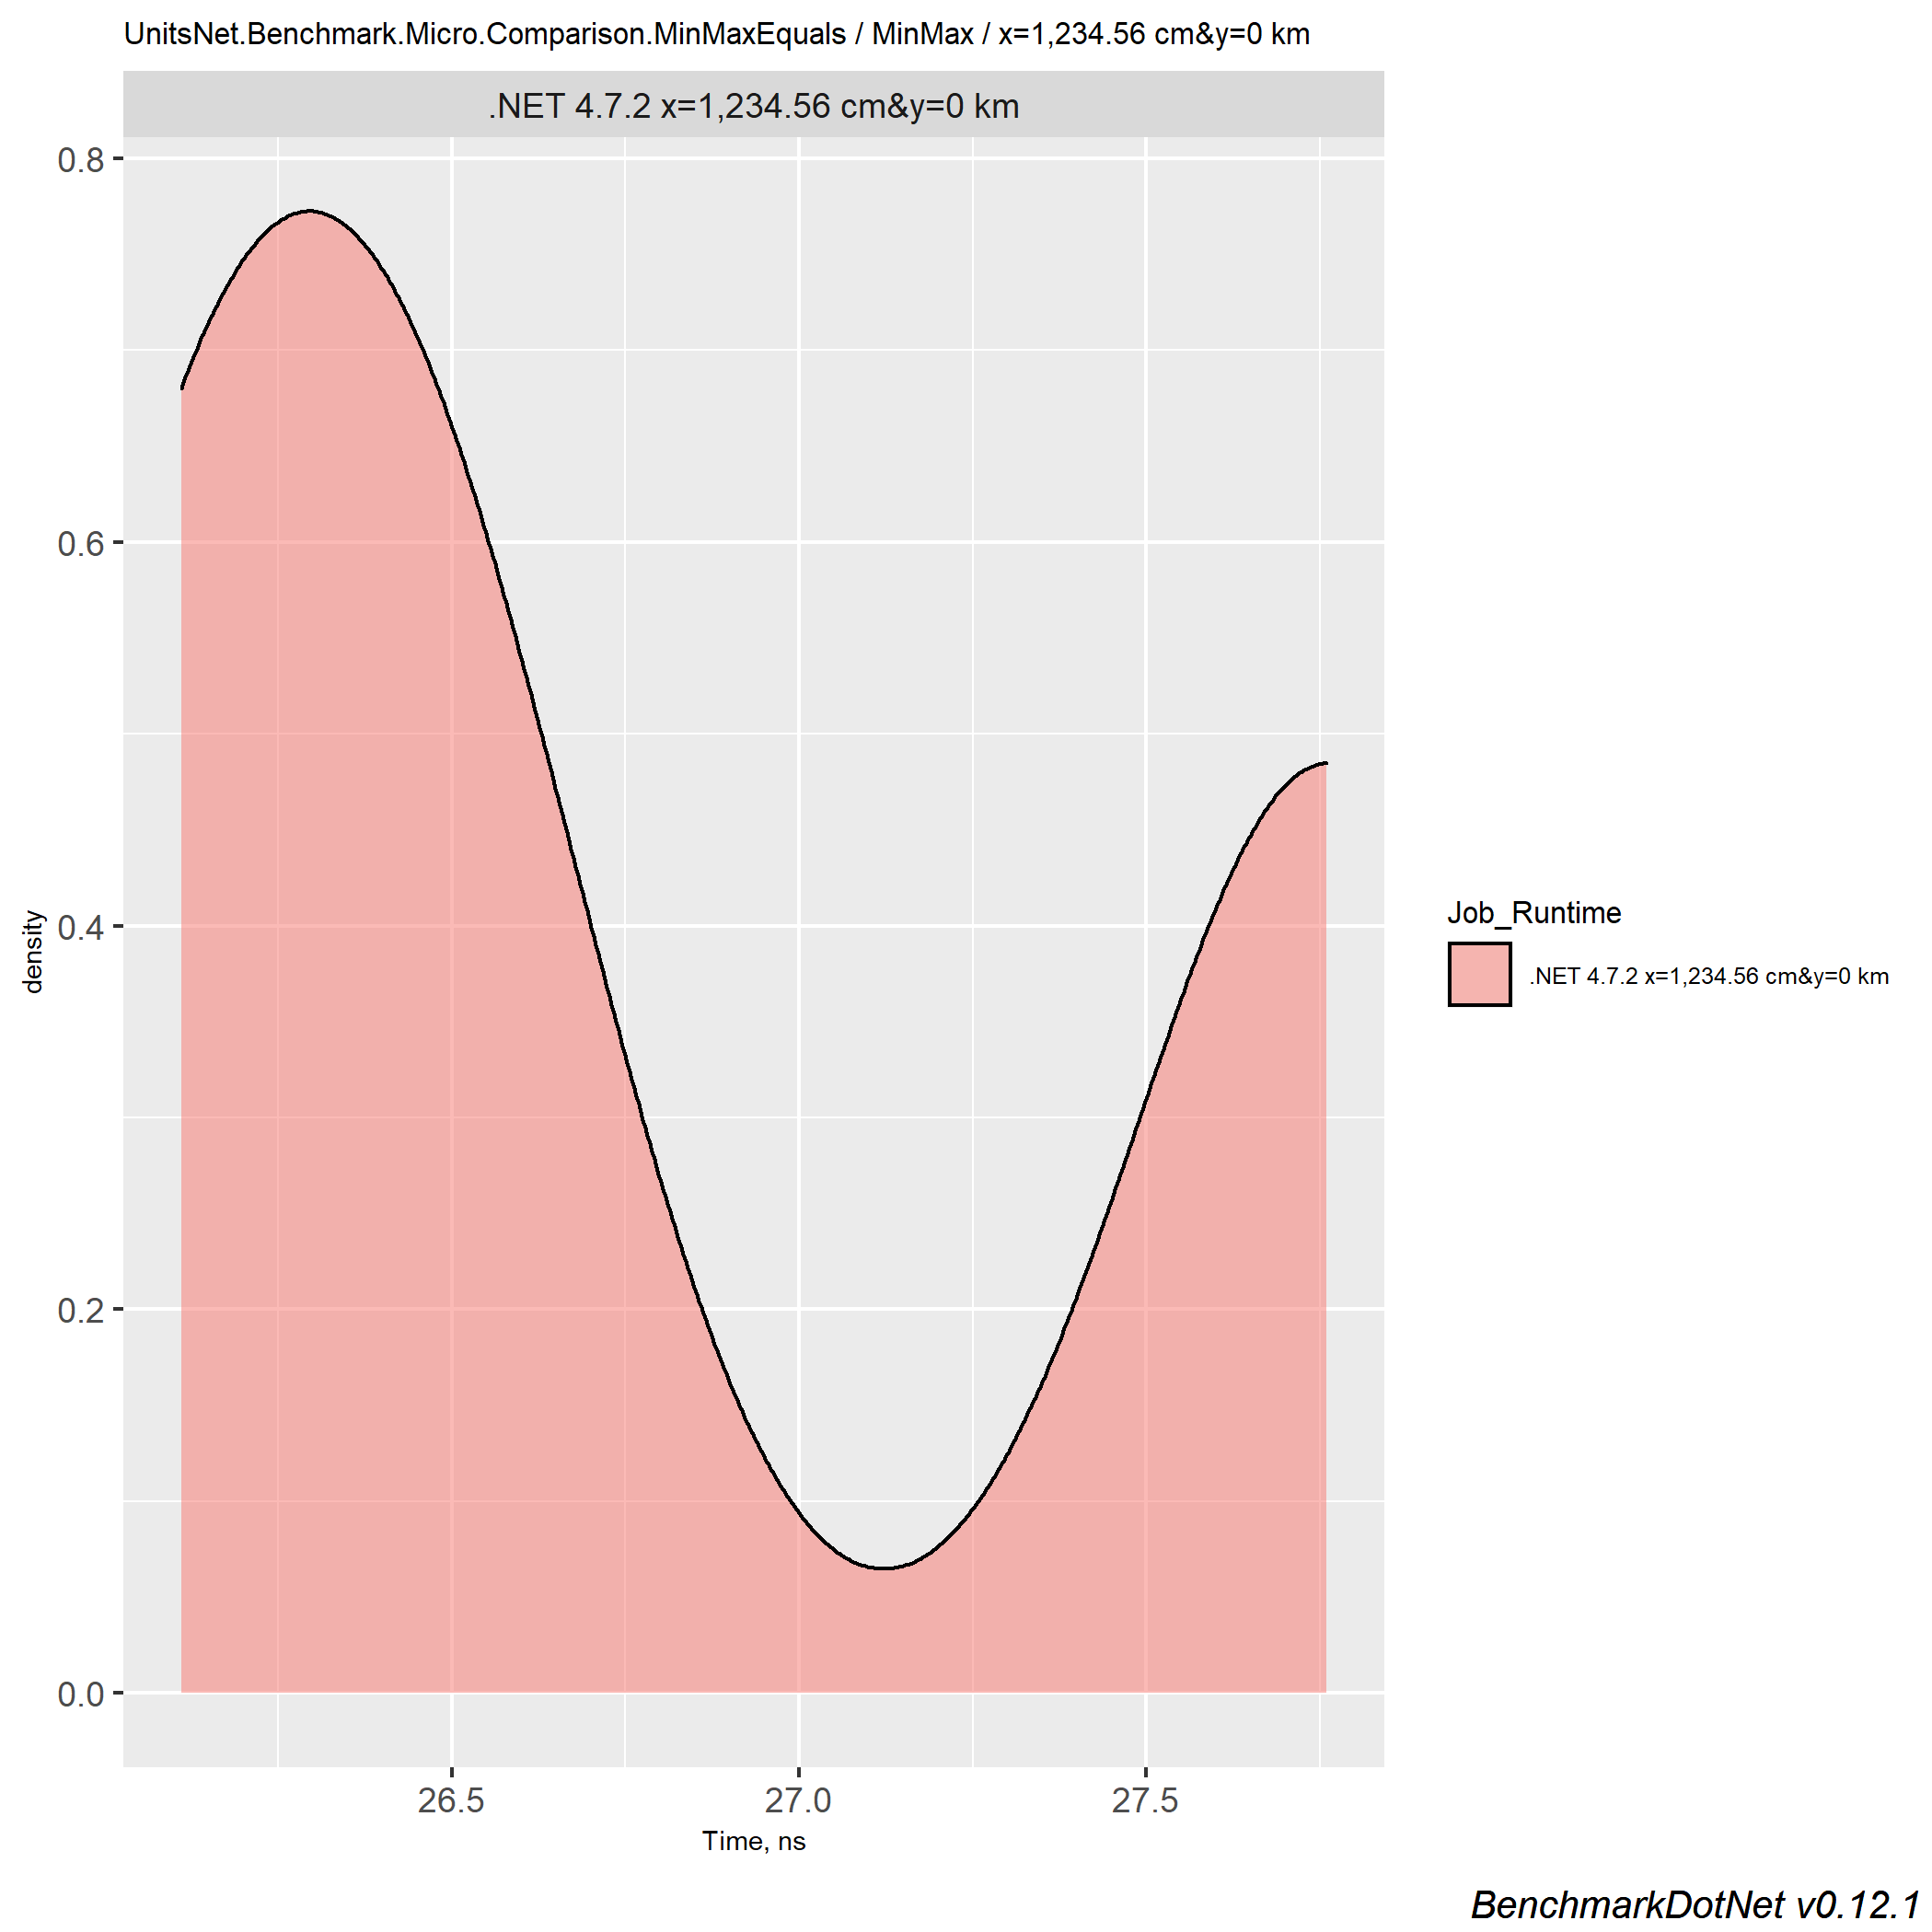 UnitsNet.Benchmark.Micro.Comparison.MinMaxEquals / MinMax / x=1,234.56 cm&y=0 km
.NET 4.7.2 x=1,234.56 cm&y=0 km
0.8
0.6
0.4
0.2
0.0
density
26.5 27.0 27.5
Time, ns
Job_Runtime
.NET 4.7.2 x=1,234.56 cm&y=0 km
BenchmarkDotNet v0.12.1